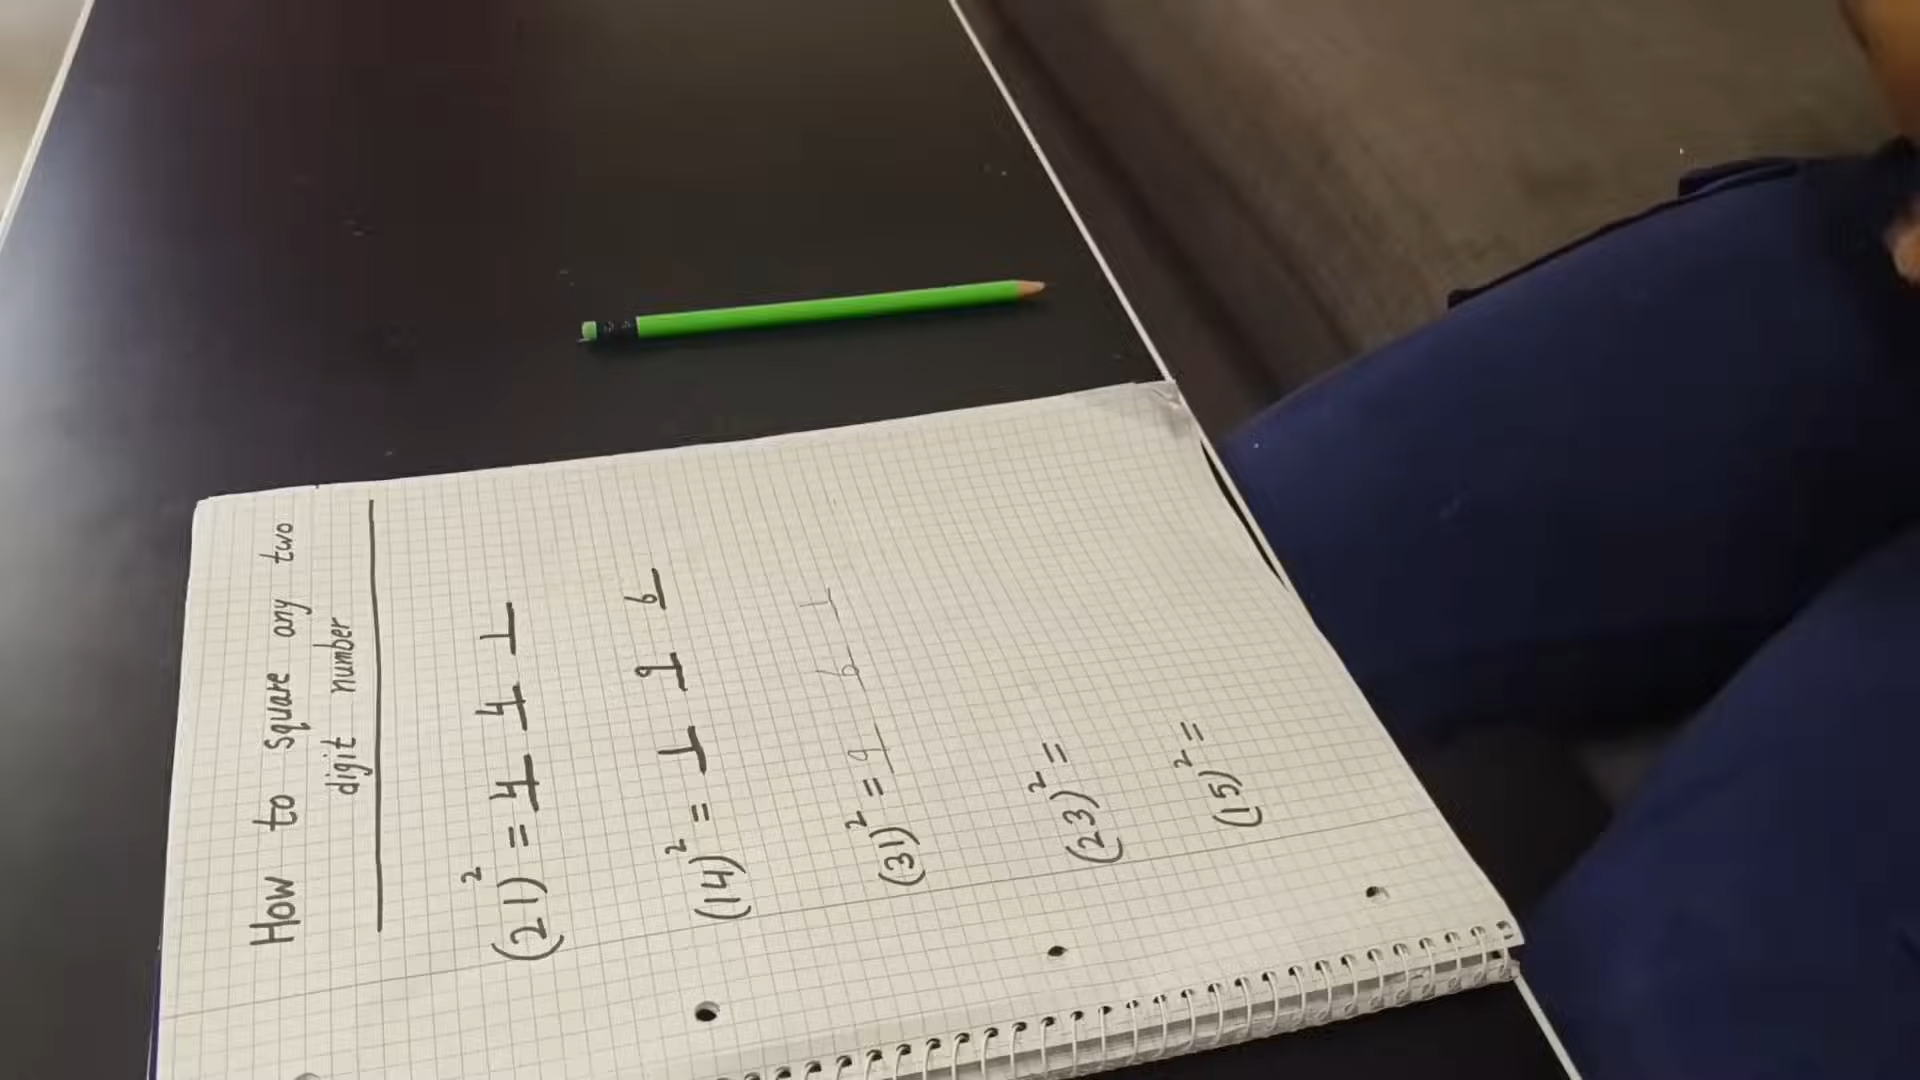 How to square any two
digit number
(21)² = 4 4 1
(14)² = 1 9 6
(31)² = 9 6 1
(23)² =
(15)² =